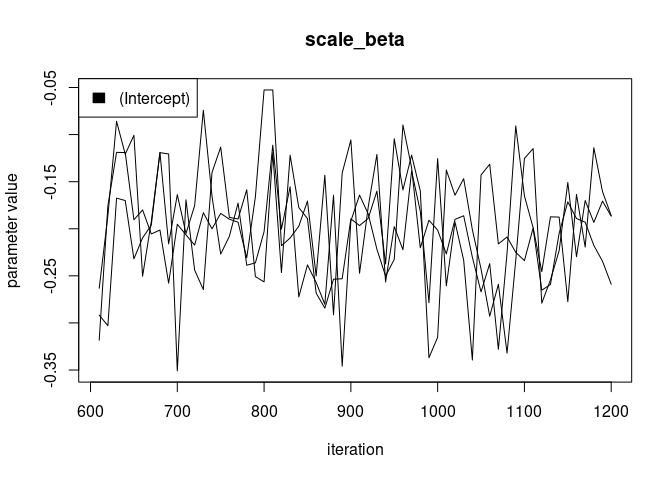 scale_beta
(Intercept)
-0.05
-0.15
-0.25
-0.35
parameter value
600 700 800 900 1000 1100 1200
iteration